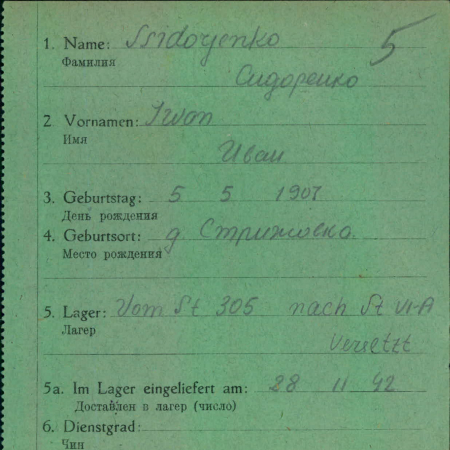 5
1. Name: Ssidorjenko
Фамилия
Сидоренко
2 Vornamen: Iwan
Имя
Иван
3. Geburtstag: 5 5 1907
День рождения
4. Geburtsort: д Стрижовка
Место рождения
5. Lager: Vom St 305 nach St VI-A
Лагер
versetzt
5a. Im Lager eingeliefert am: 28 11 42
Доставлен в лагер (число)
6. Dienstgrad:
Чин